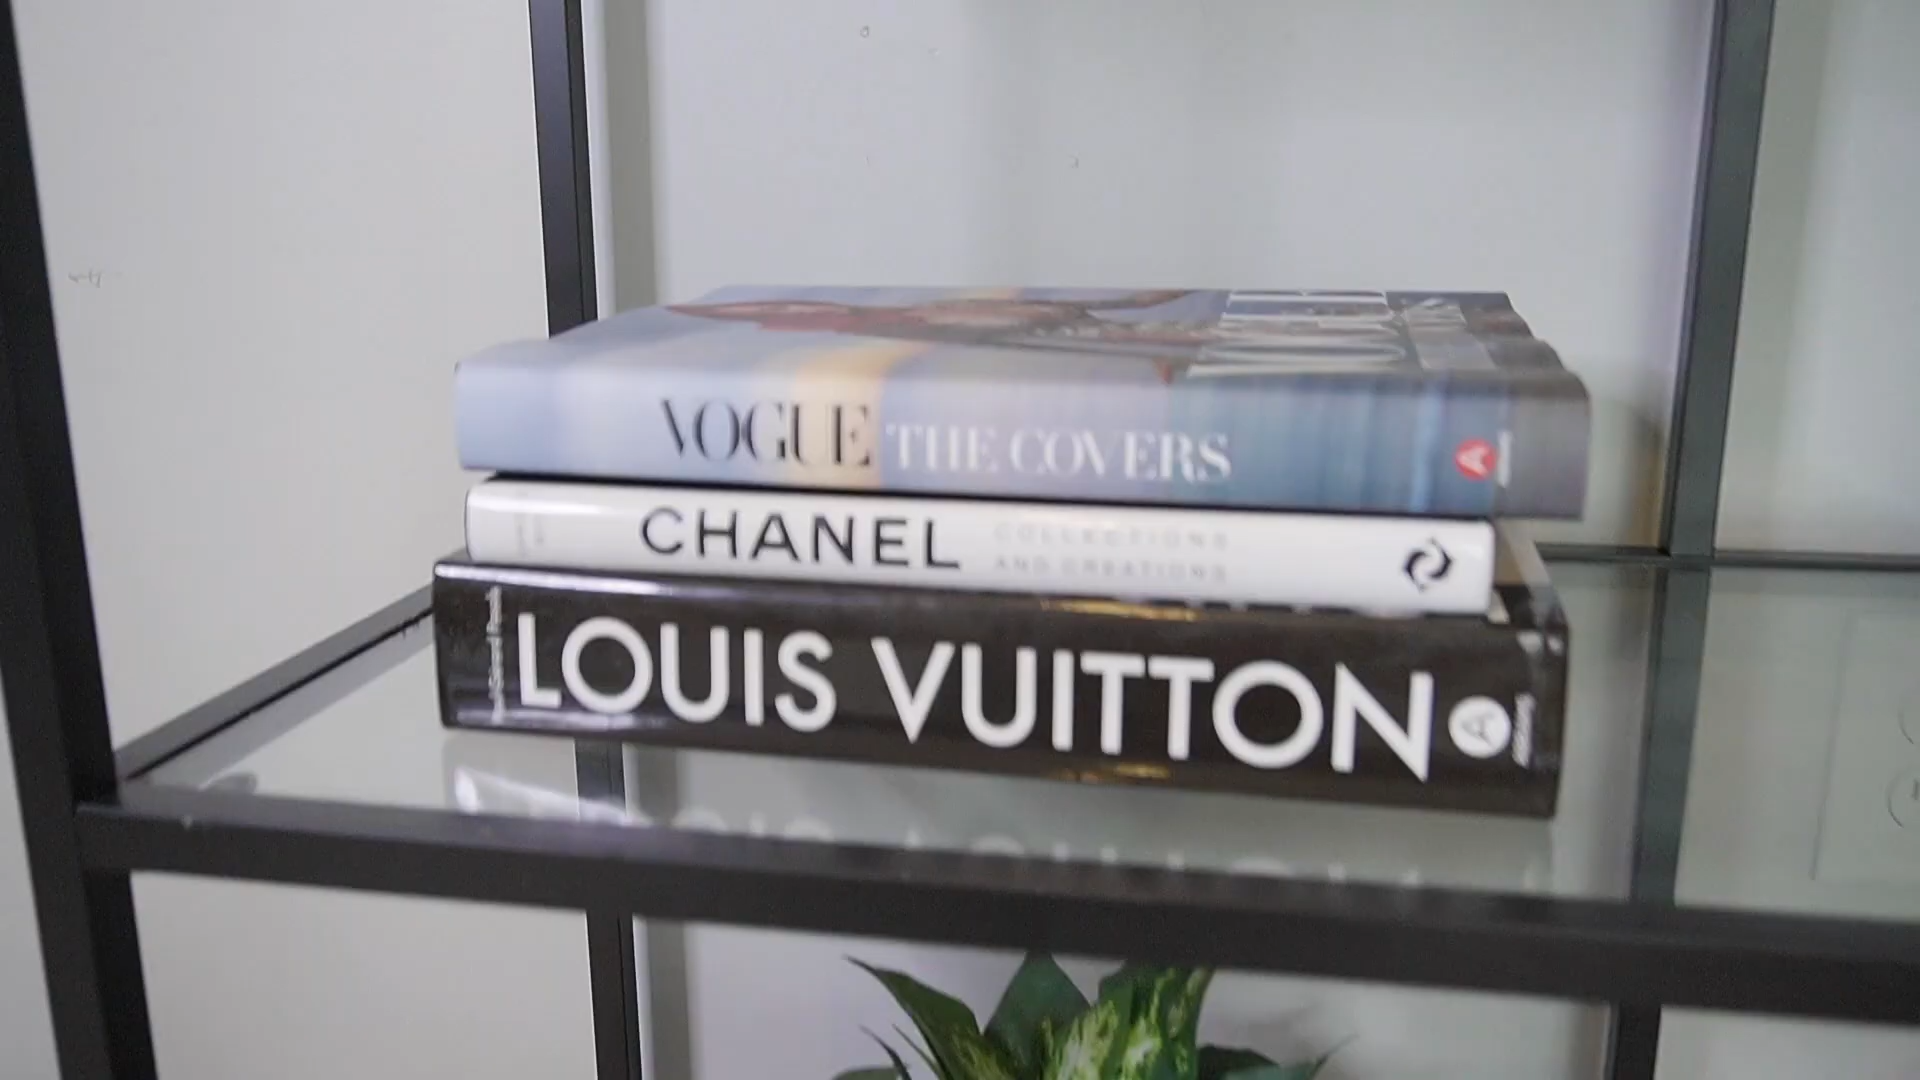 VOGUE THE COVERS
CHANEL COLLECTIONS
AND CREATIONS
LOUIS VUITTON